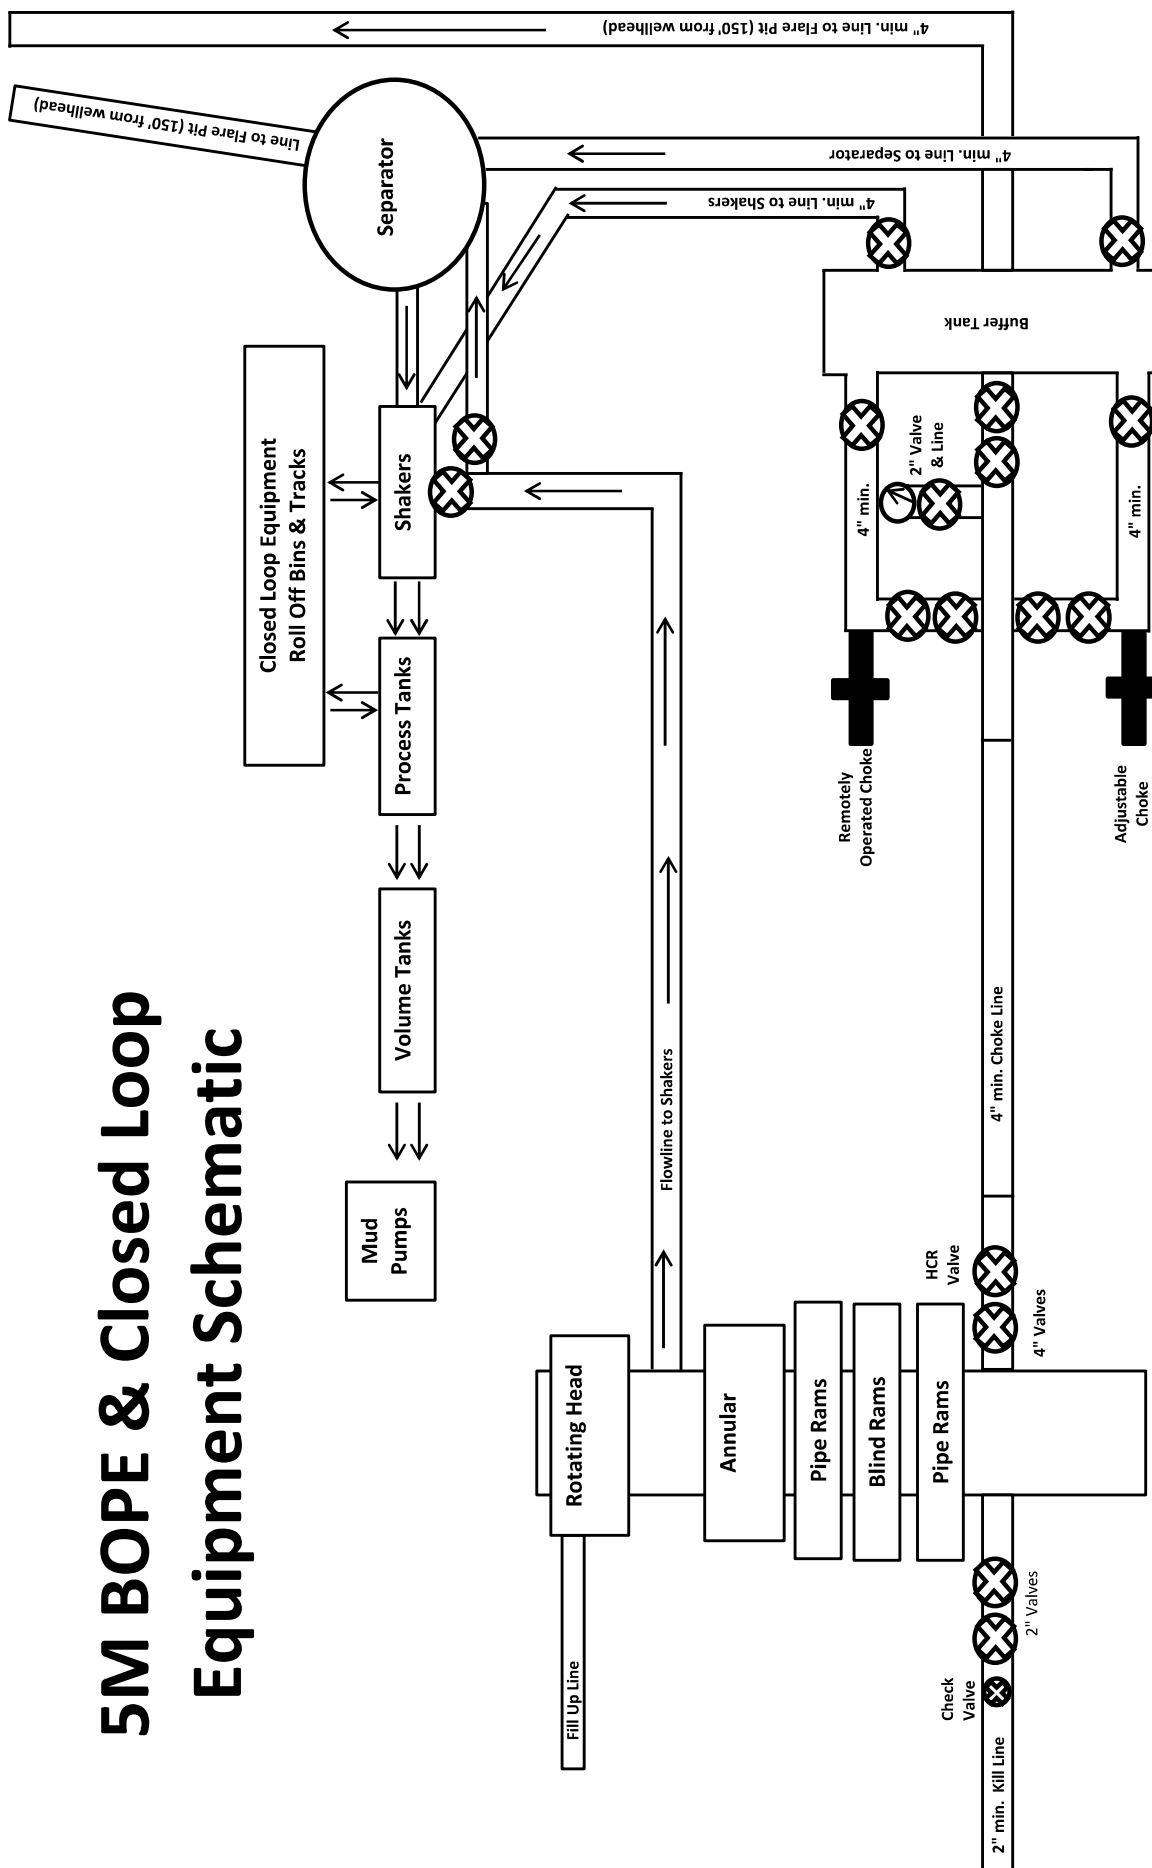 5M BOPE & Closed Loop
Equipment Schematic
Mud
Pumps
Volume Tanks
Process Tanks
Shakers
Closed Loop Equipment
Roll Off Bins & Tracks
Separator
Line to Flare Pit (150' from wellhead)
4" min. Line to Flare Pit (150' from wellhead)
4" min. Line to Separator
4" min. Line to Shakers
Fill Up Line
Rotating Head
Flowline to Shakers
Annular
Pipe Rams
Blind Rams
Pipe Rams
Remotely
Operated Choke
4" min.
2" Valve
& Line
Buffer Tank
Check
Valve
HCR
Valve
2" min. Kill Line
4" min. Choke Line
2" Valves
4" Valves
Adjustable
Choke
4" min.